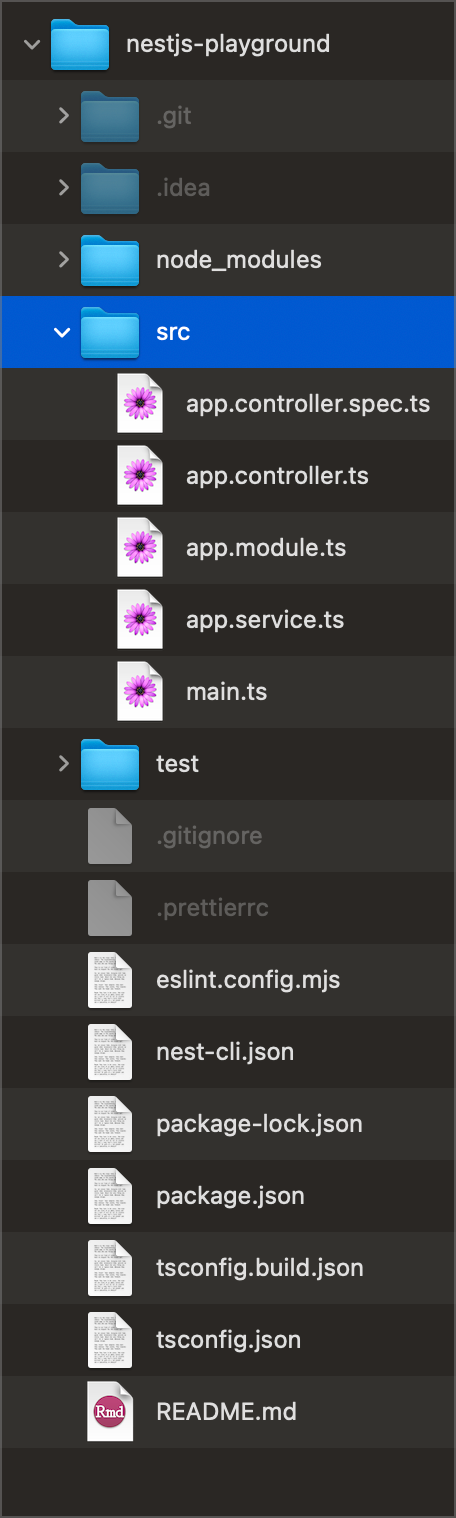 nestjs-playground
.git
.idea
node_modules
src
app.controller.spec.ts
app.controller.ts
app.module.ts
app.service.ts
main.ts
test
.gitignore
.prettierrc
eslint.config.mjs
nest-cli.json
package-lock.json
package.json
tsconfig.build.json
tsconfig.json
Rmd README.md